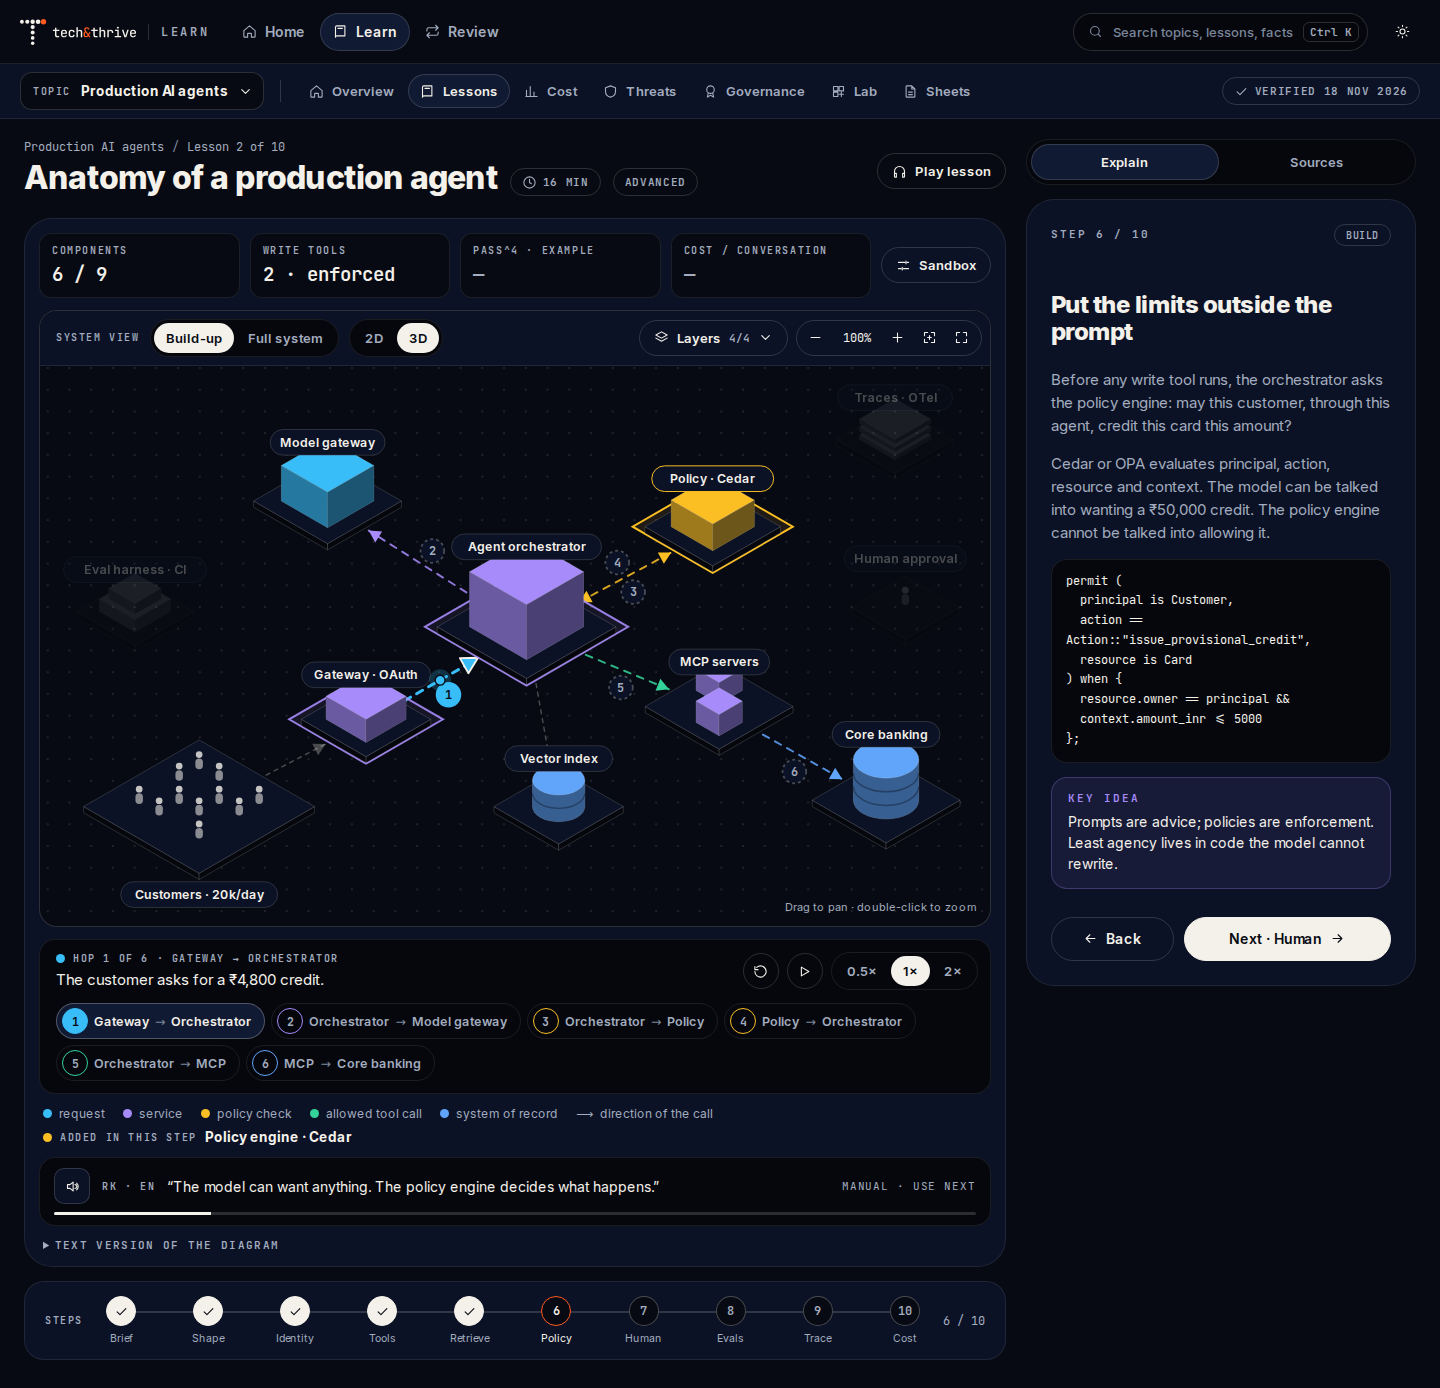 tech&thrive
LEARN
Home
Learn
Review
Search topics, lessons, facts
Ctrl K
TOPIC Production AI agents
Overview
Lessons
Cost
Threats
Governance
Lab
Sheets
VERIFIED 18 NOV 2026
Production AI agents / Lesson 2 of 10
Anatomy of a production agent
16 MIN
ADVANCED
Play lesson
COMPONENTS
6 / 9
WRITE TOOLS
2 · enforced
PASS^4 · EXAMPLE
—
COST / CONVERSATION
—
Sandbox
SYSTEM VIEW
Build-up
Full system
2D
3D
Layers 4/4
100%
Traces · OTel
Model gateway
Policy · Cedar
Agent orchestrator
2
4
3
Human approval
Eval harness · CI
MCP servers
Gateway · OAuth
1
5
Core banking
Vector Index
6
Customers · 20k/day
Drag to pan · double-click to zoom
HOP 1 OF 6 · GATEWAY → ORCHESTRATOR
The customer asks for a ₹4,800 credit.
0.5×
1×
2×
1 Gateway → Orchestrator
2 Orchestrator → Model gateway
3 Orchestrator → Policy
4 Policy → Orchestrator
5 Orchestrator → MCP
6 MCP → Core banking
request
service
policy check
allowed tool call
system of record
⟶ direction of the call
ADDED IN THIS STEP Policy engine · Cedar
RK · EN “The model can want anything. The policy engine decides what happens.”
MANUAL · USE NEXT
TEXT VERSION OF THE DIAGRAM
STEPS
Brief
Shape
Identity
Tools
Retrieve
6 Policy
7 Human
8 Evals
9 Trace
10 Cost
6 / 10
Explain
Sources
STEP 6 / 10
BUILD
Put the limits outside the
prompt
Before any write tool runs, the orchestrator asks
the policy engine: may this customer, through this
agent, credit this card this amount?
Cedar or OPA evaluates principal, action,
resource and context. The model can be talked
into wanting a ₹50,000 credit. The policy engine
cannot be talked into allowing it.
permit (
  principal is Customer,
  action ==
Action::"issue_provisional_credit",
  resource is Card
) when {
  resource.owner == principal &&
  context.amount_inr <= 5000
};
KEY IDEA
Prompts are advice; policies are enforcement.
Least agency lives in code the model cannot
rewrite.
← Back
Next · Human →